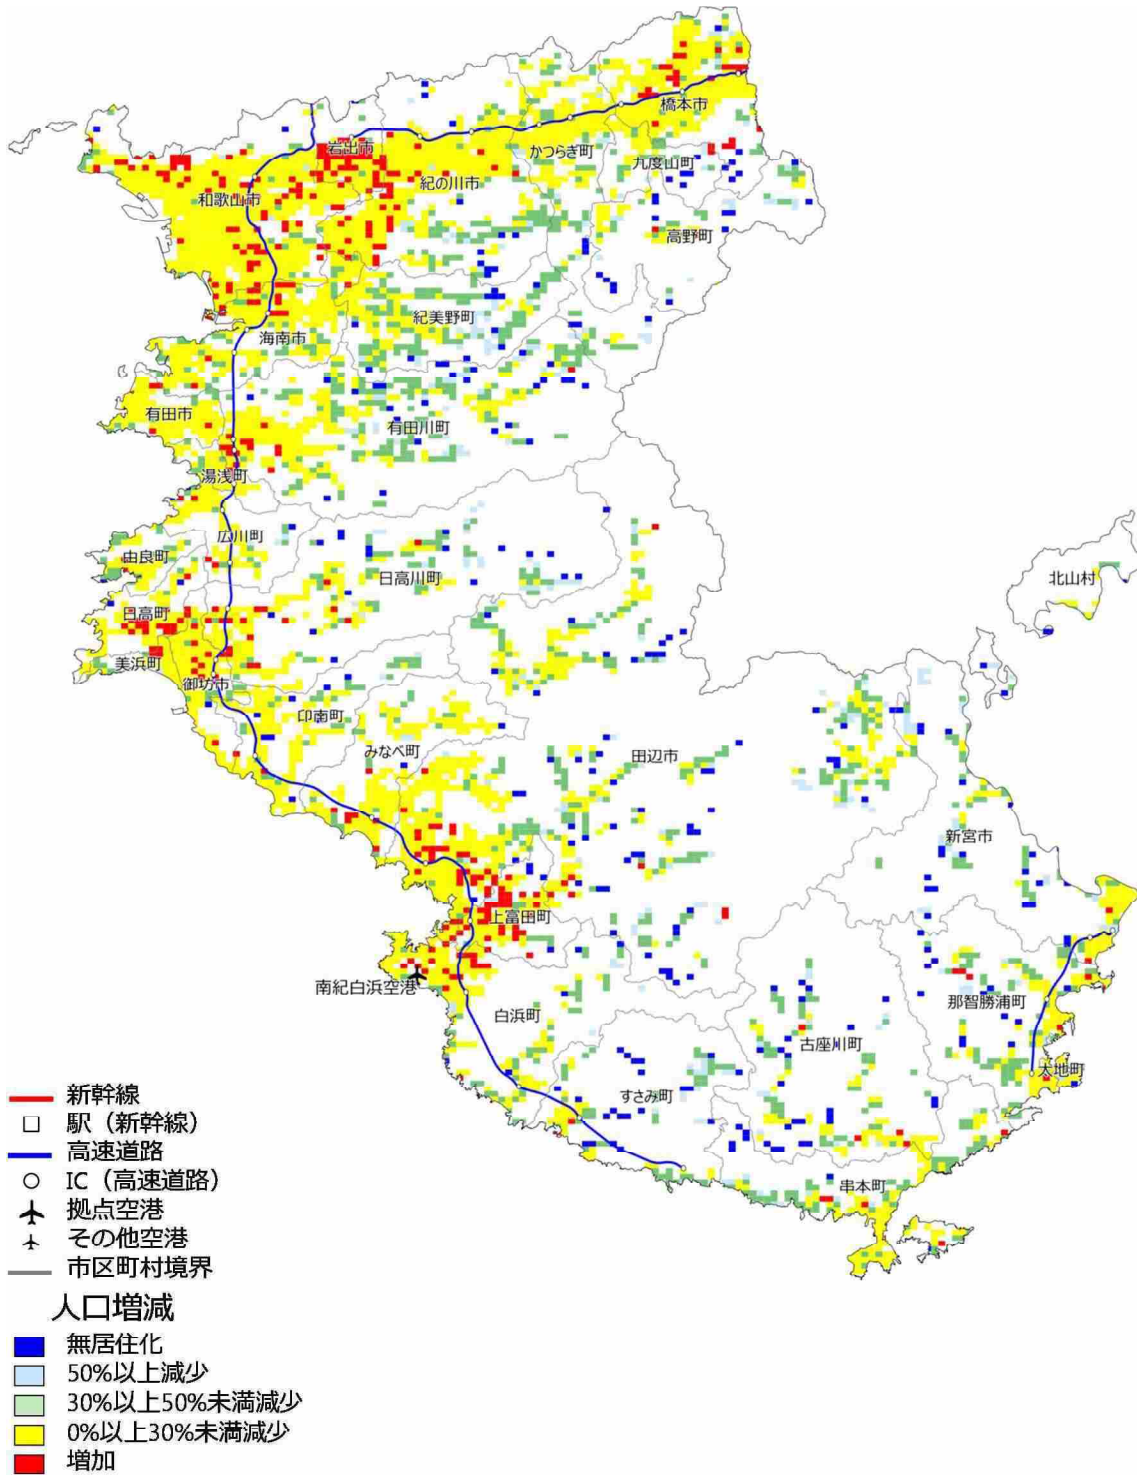 橋本市
岩出市
かつらぎ町
九度山町
紀の川市
和歌山市
高野町
紀美野町
海南市
有田市
有田川町
湯浅町
広川町
由良町
日高川町
北山村
日高町
美浜町
御坊市
印南町
みなべ町
田辺市
新宮市
上富田町
南紀白浜空港
那智勝浦町
白浜町
古座川町
太地町
すさみ町
串本町
新幹線
駅（新幹線）
高速道路
IC（高速道路）
拠点空港
その他空港
市区町村境界
人口増減
無居住化
50%以上減少
30%以上50%未満減少
0%以上30%未満減少
増加